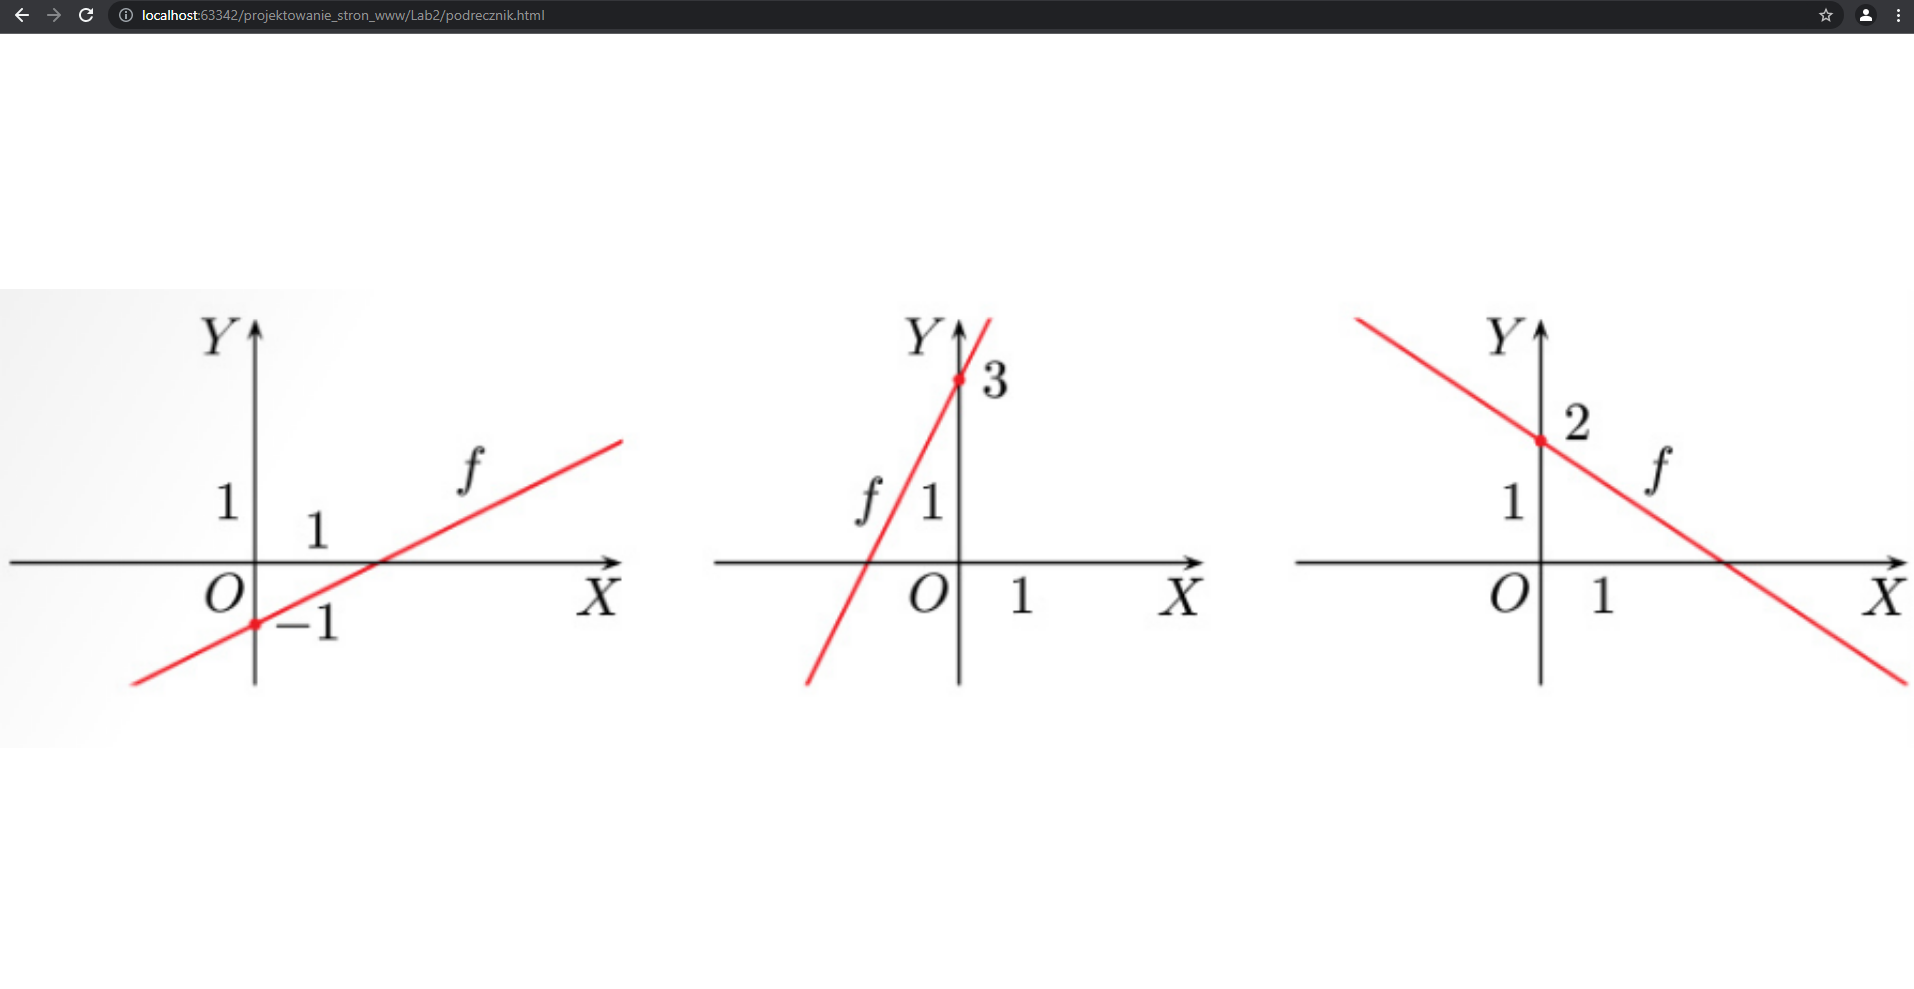 localhost:63342/projektowanie_stron_www/Lab2/podrecznik.html
Y
f
1
1
O
X
−1
Y
3
f
1
O
1
X
Y
2
f
1
O
1
X